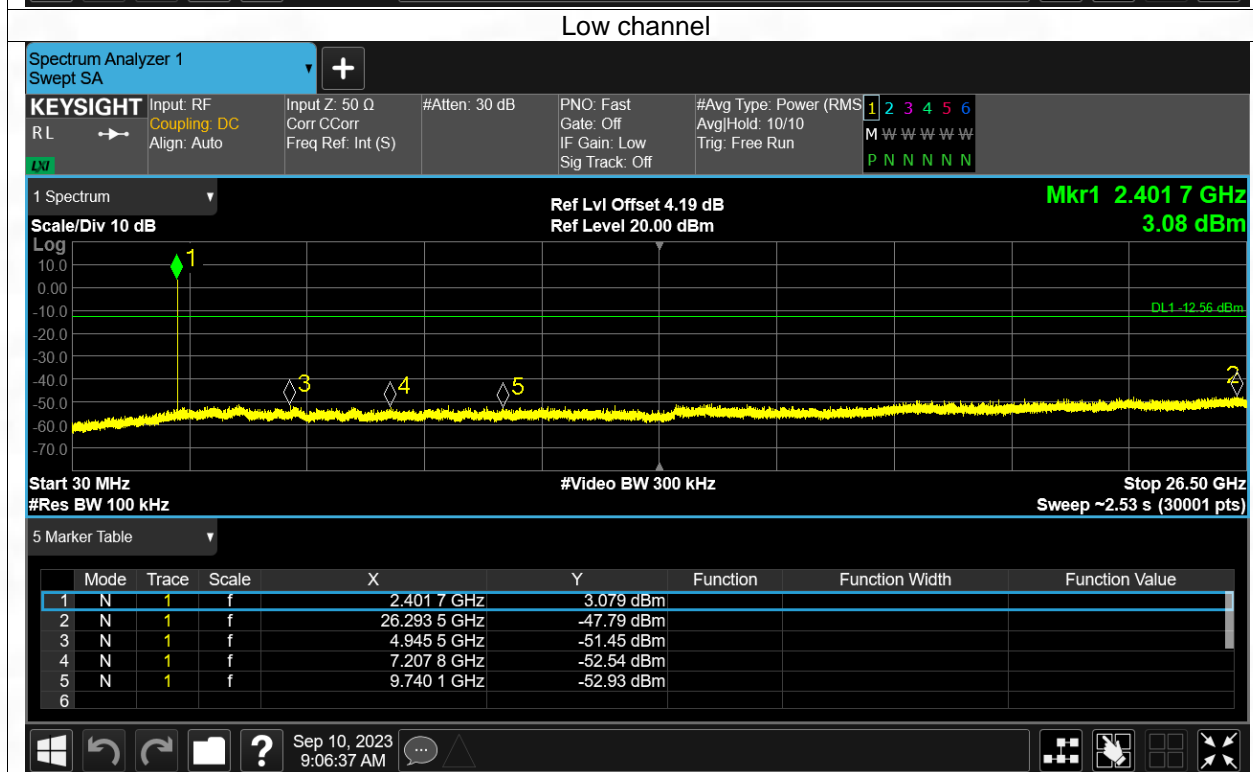 Low channel
Spectrum Analyzer 1
Swept SA
KEYSIGHT Input: RF Input Z: 50 Ω #Atten: 30 dB PNO: Fast #Avg Type: Power (RMS 1 2 3 4 5 6
RL Coupling: DC Corr CCorr Gate: Off Avg|Hold: 10/10 M W W W W W
Align: Auto Freq Ref: Int (S) IF Gain: Low Trig: Free Run
LXI Sig Track: Off P N N N N N
1 Spectrum Ref Lvl Offset 4.19 dB Mkr1 2.401 7 GHz
Scale/Div 10 dB Ref Level 20.00 dBm 3.08 dBm
Log
10.0 1
0.00
-10.0 DL1 -12.56 dBm
-20.0
-30.0
-40.0 3 4 5 2
-50.0
-60.0
-70.0
Start 30 MHz #Video BW 300 kHz Stop 26.50 GHz
#Res BW 100 kHz Sweep ~2.53 s (30001 pts)
5 Marker Table
Mode Trace Scale X Y Function Function Width Function Value
1 N 1 f 2.401 7 GHz 3.079 dBm
2 N 1 f 26.293 5 GHz -47.79 dBm
3 N 1 f 4.945 5 GHz -51.45 dBm
4 N 1 f 7.207 8 GHz -52.54 dBm
5 N 1 f 9.740 1 GHz -52.93 dBm
6
? Sep 10, 2023
9:06:37 AM